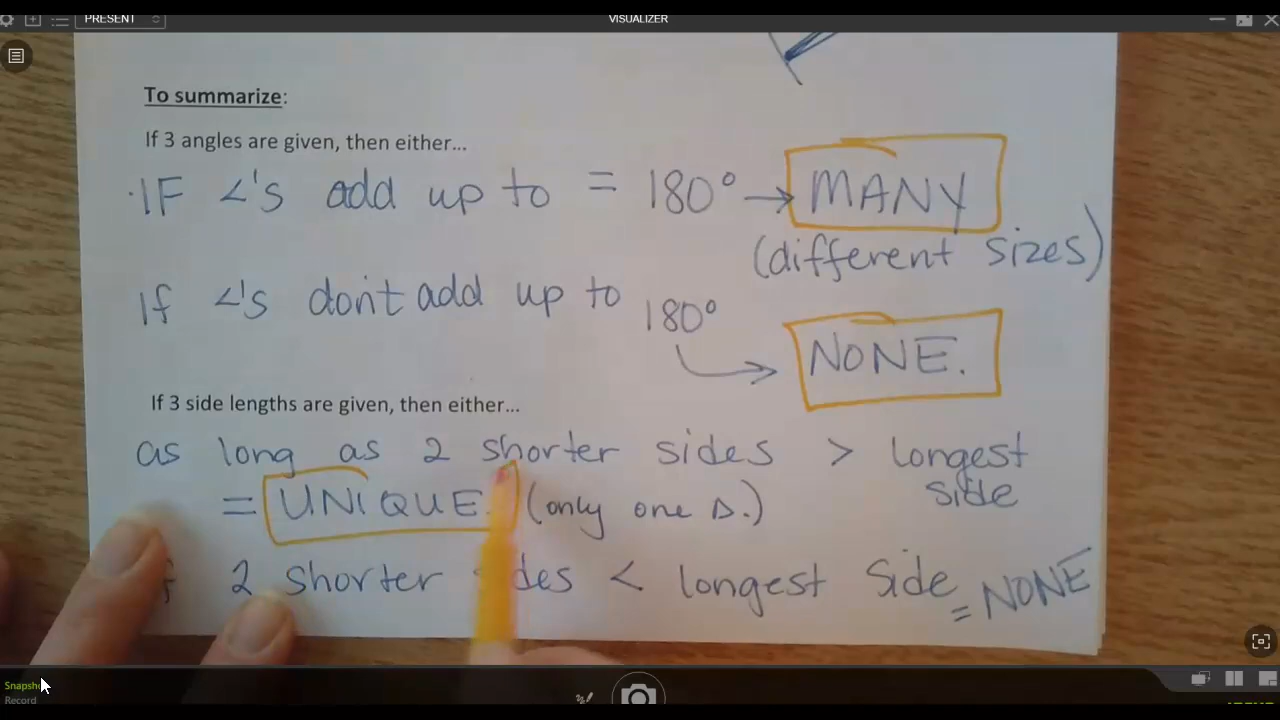 PRESENT
VISUALIZER
To summarize:
If 3 angles are given, then either...
·IF <'s add up to = 180° → MANY
(different sizes)
If <'s don't add up to 180°
→ NONE.
If 3 side lengths are given, then either...
as long as 2 shorter sides > longest side
= UNIQUE. (only one Δ.)
2 shorter sides < longest side = NONE
Record